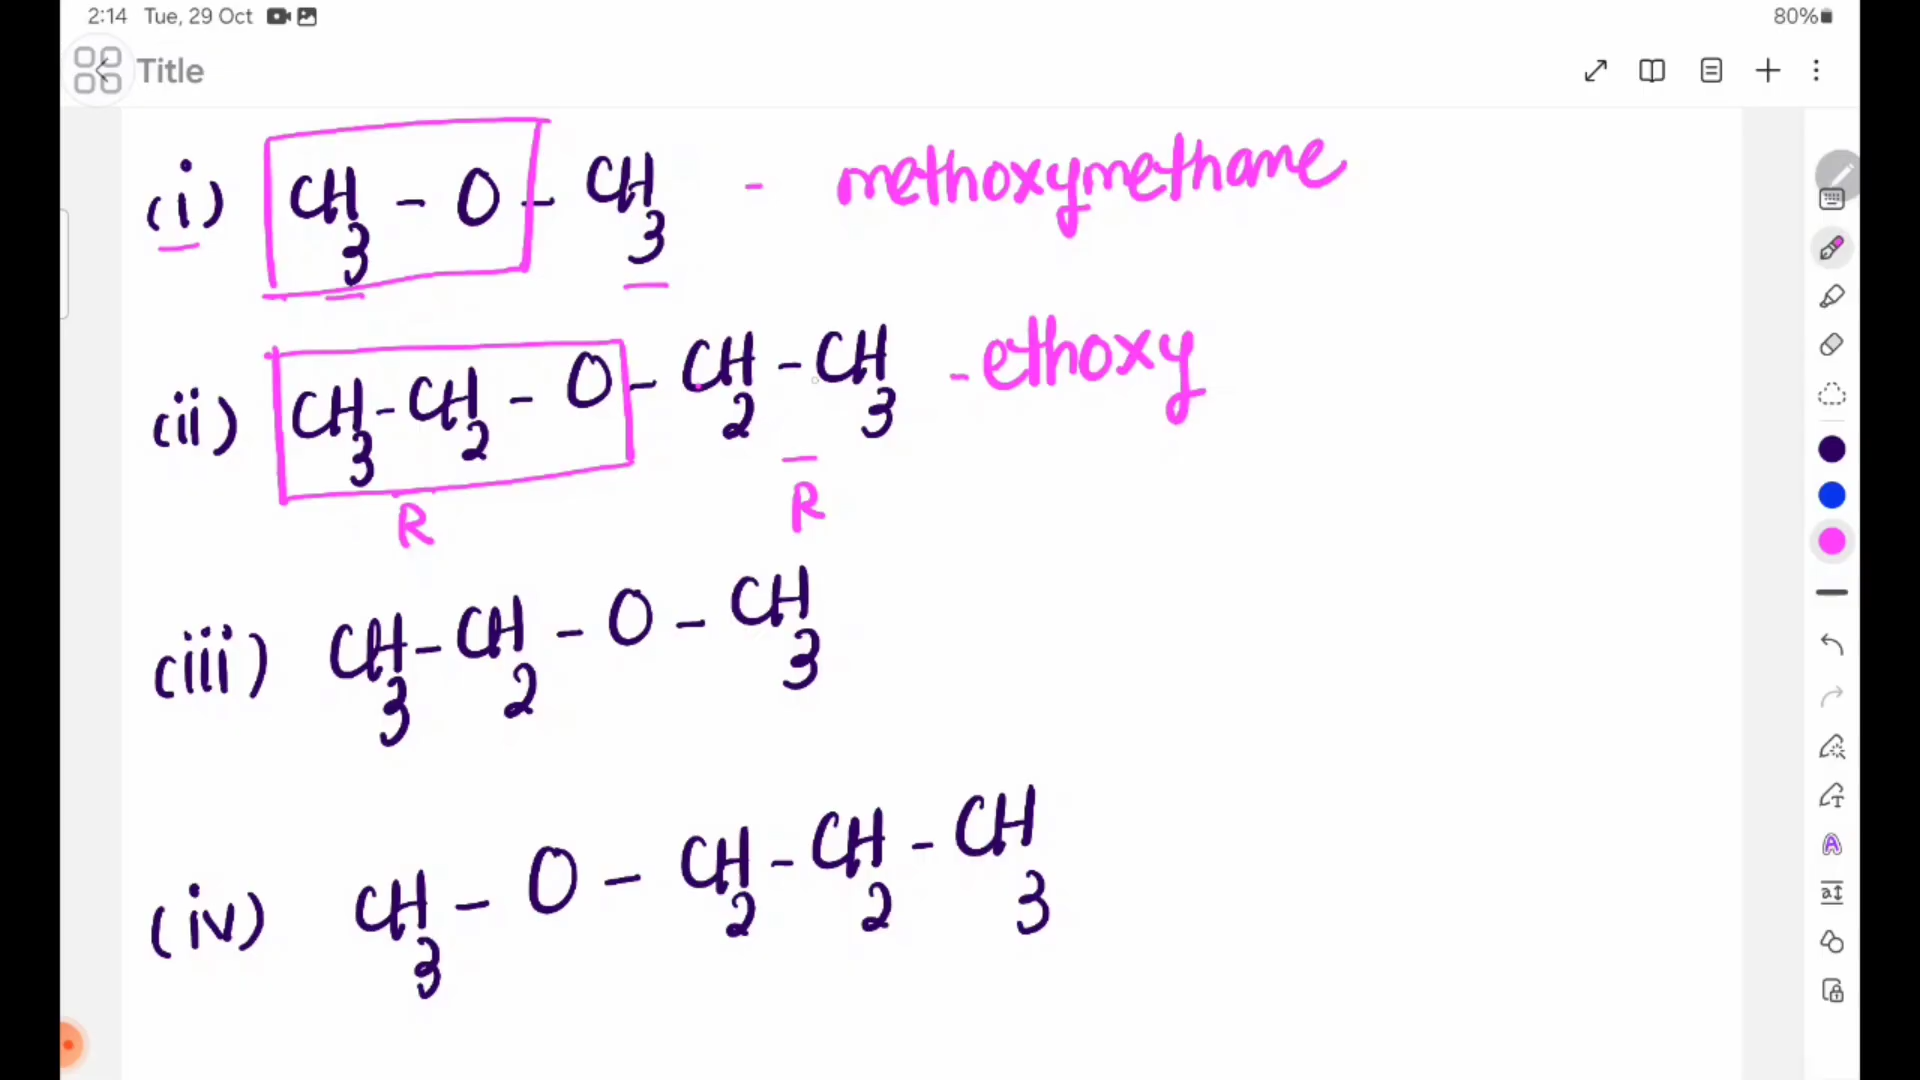 2:14 Tue, 29 Oct
80%
Title
(i) CH₃ - O - CH₃ - methoxymethane
(ii) CH₃-CH₂ - O - CH₂ - CH₃ - ethoxy
R R
(iii) CH₃-CH₂ - O - CH₃
(iv) CH₃ - O - CH₂ - CH₂ - CH₃